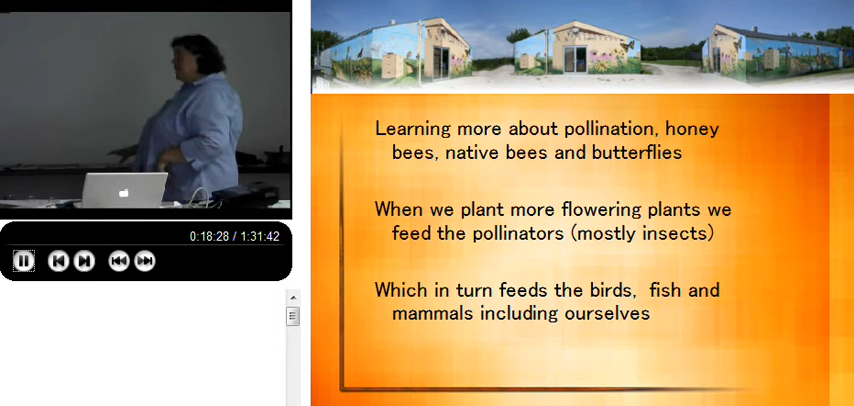 0:18:28 / 1:31:42
Learning more about pollination, honey
bees, native bees and butterflies
When we plant more flowering plants we
feed the pollinators (mostly insects)
Which in turn feeds the birds, fish and
mammals including ourselves